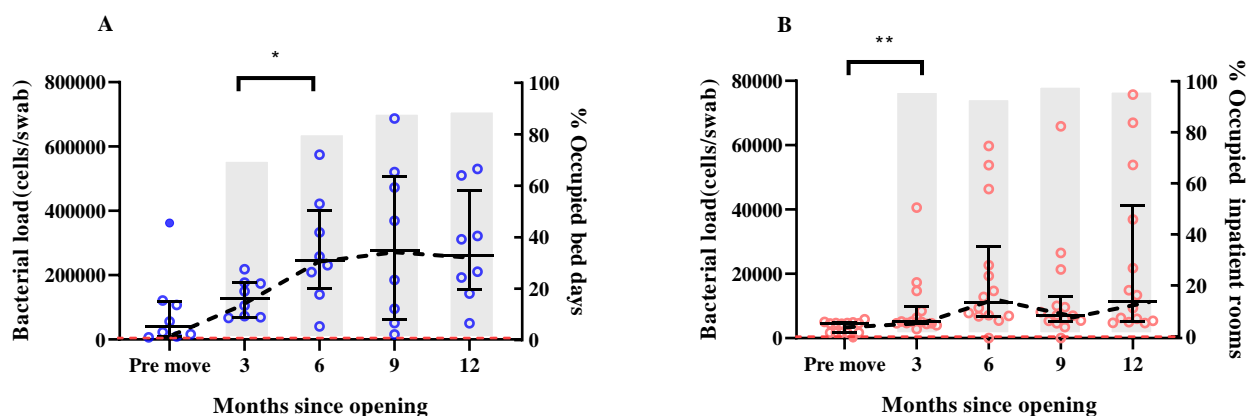 A
*
Bacterial load(cells/swab)
800000
600000
400000
200000
0
100
80
60
40
20
0
% Occupied bed days
Pre move 3 6 9 12
Months since opening
B
**
Bacterial load(cells/swab)
80000
60000
40000
20000
0
100
80
60
40
20
0
% Occupied inpatient rooms
Pre move 3 6 9 12
Months since opening